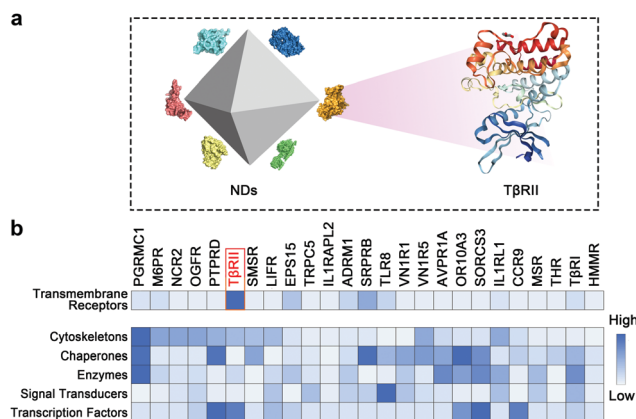 a
NDs
TβRII
b
PGRMC1
M6PR
NCR2
OGFR
PTPRD
TβRII
SMSR
LIFR
EPS15
TRPC5
IL1RAPL2
ADRM1
SRPRB
TLR8
VN1R1
VN1R5
AVPR1A
OR10A3
SORCS3
IL1RL1
CCR9
MSR
THR
TβRI
HMMR
Transmembrane
Receptors
Cytoskeletons
Chaperones
Enzymes
Signal Transducers
Transcription Factors
High
Low